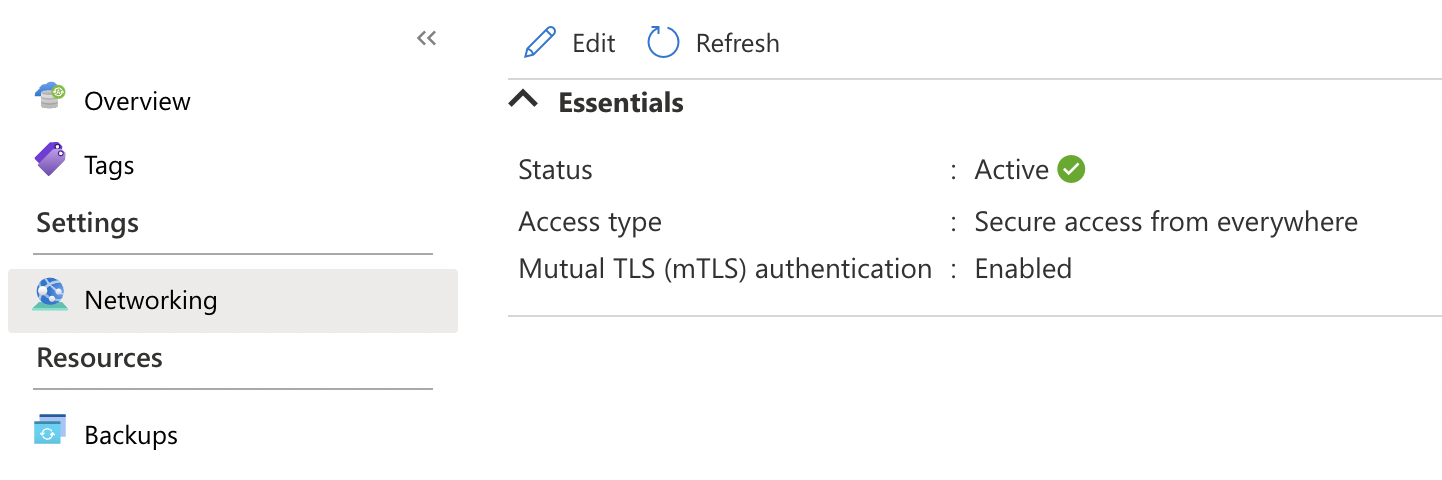 Edit Refresh
Essentials
Overview
Tags
Settings
Networking
Resources
Backups
Status : Active
Access type : Secure access from everywhere
Mutual TLS (mTLS) authentication : Enabled